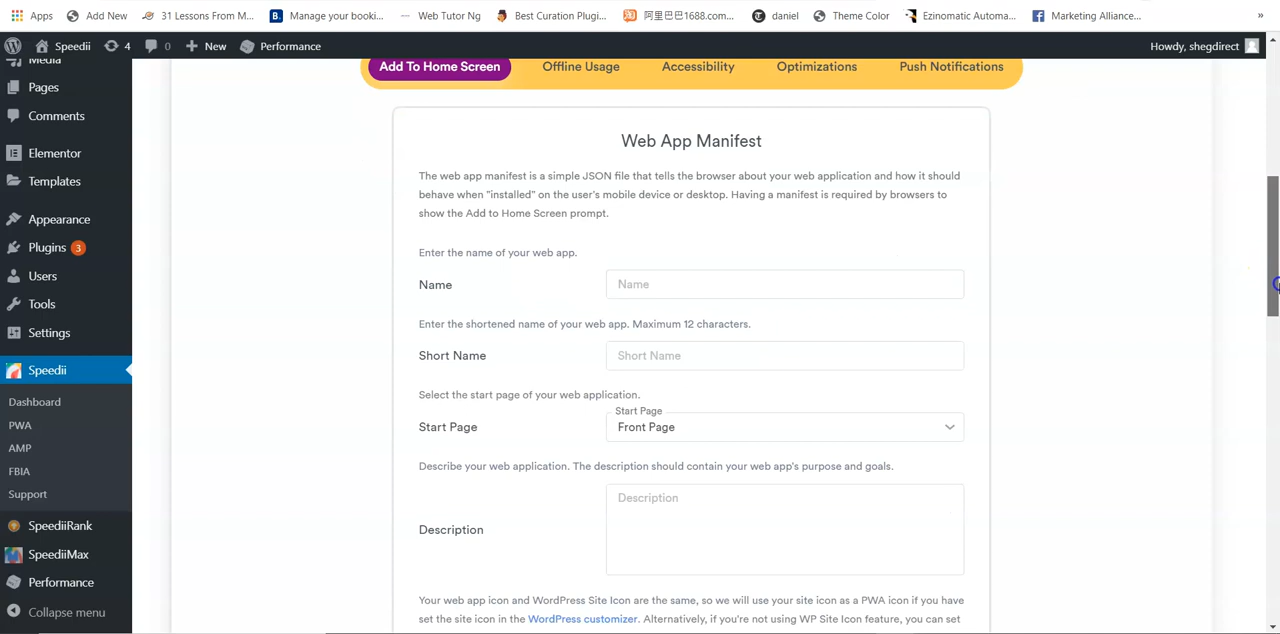 Apps
Add New
31 Lessons From M...
Manage your booki...
Web Tutor Ng
Best Curation Plugi...
阿里巴巴1688.com...
daniel
Theme Color
Ezinomatic Automa...
Marketing Alliance...
»
Speedii
4
0
New
Performance
Howdy, shegdirect
Media
Pages
Comments
Elementor
Templates
Appearance
Plugins 3
Users
Tools
Settings
Speedii
Dashboard
PWA
AMP
FBIA
Support
SpeediiRank
SpeediiMax
Performance
Collapse menu
Add To Home Screen
Offline Usage
Accessibility
Optimizations
Push Notifications
Web App Manifest
The web app manifest is a simple JSON file that tells the browser about your web application and how it should
behave when "installed" on the user's mobile device or desktop. Having a manifest is required by browsers to
show the Add to Home Screen prompt.
Enter the name of your web app.
Name
Name
Enter the shortened name of your web app. Maximum 12 characters.
Short Name
Short Name
Select the start page of your web application.
Start Page
Start Page
Front Page
Describe your web application. The description should contain your web app's purpose and goals.
Description
Description
Your web app icon and WordPress Site Icon are the same, so we will use your site icon as a PWA icon if you have
set the site icon in the WordPress customizer. Alternatively, if you're not using WP Site Icon feature, you can set